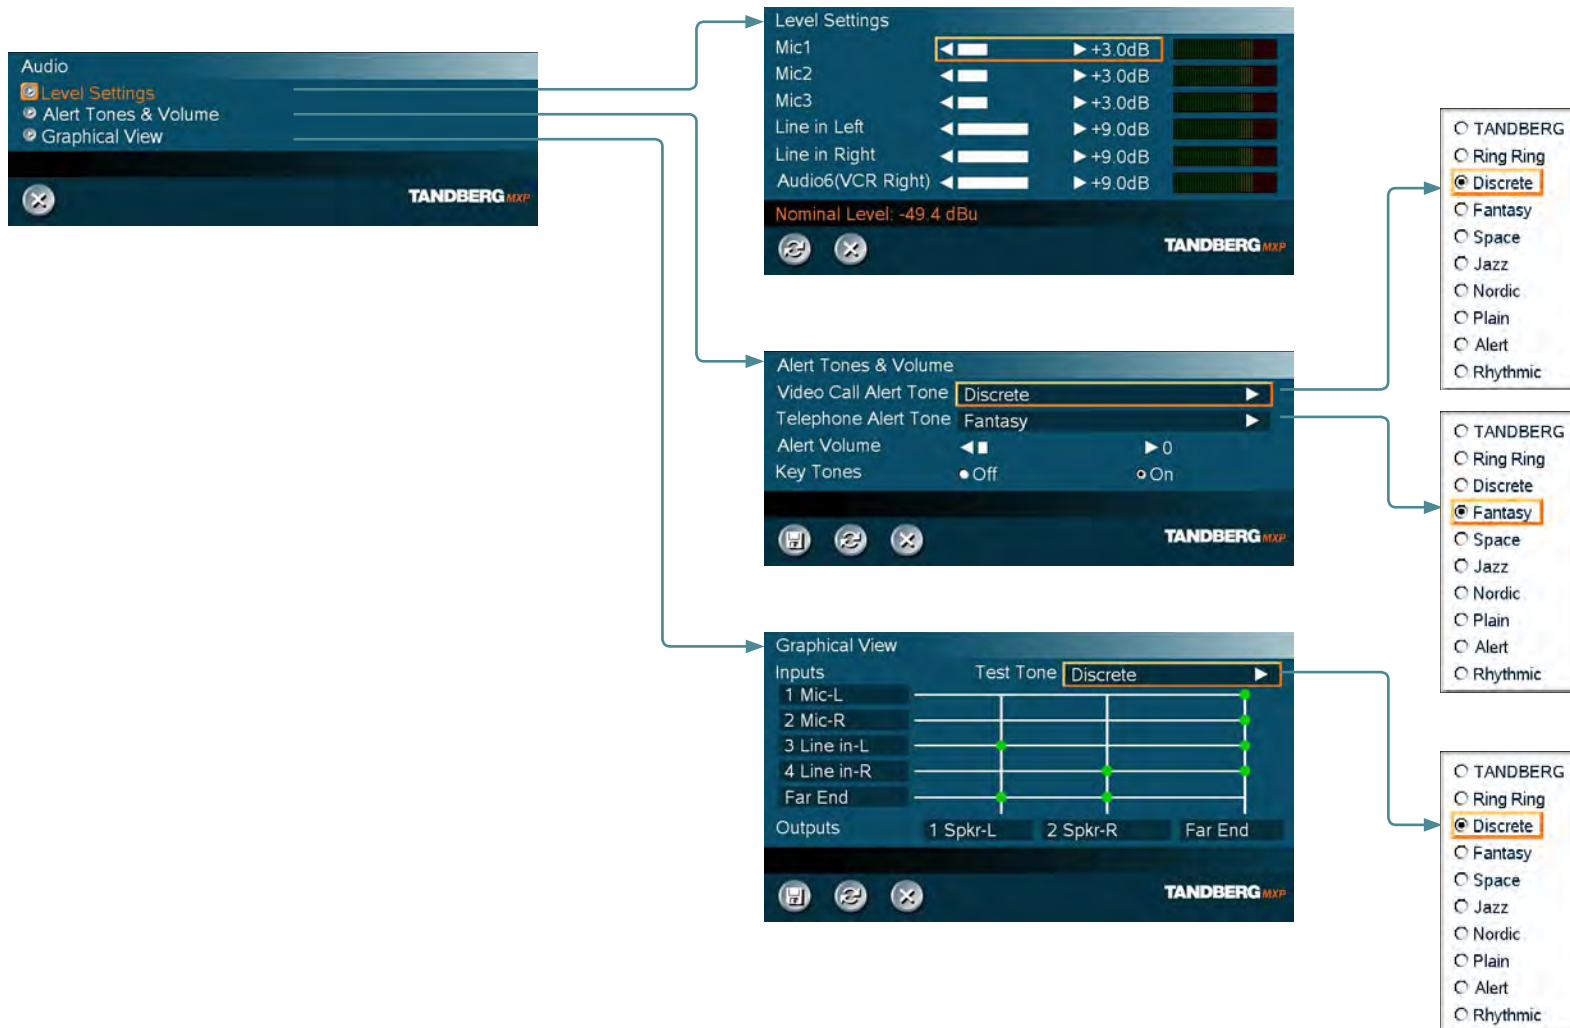 Audio
Level Settings
Alert Tones & Volume
Graphical View
TANDBERG MXP
Level Settings
Mic1 +3.0dB
Mic2 +3.0dB
Mic3 +3.0dB
Line in Left +9.0dB
Line in Right +9.0dB
Audio6(VCR Right) +9.0dB
Nominal Level: -49.4 dBu
TANDBERG MXP
Alert Tones & Volume
Video Call Alert Tone Discrete
Telephone Alert Tone Fantasy
Alert Volume 0
Key Tones Off On
TANDBERG MXP
Graphical View
Inputs Test Tone Discrete
1 Mic-L
2 Mic-R
3 Line in-L
4 Line in-R
Far End
Outputs 1 Spkr-L 2 Spkr-R Far End
TANDBERG MXP
TANDBERG
Ring Ring
Discrete
Fantasy
Space
Jazz
Nordic
Plain
Alert
Rhythmic
TANDBERG
Ring Ring
Discrete
Fantasy
Space
Jazz
Nordic
Plain
Alert
Rhythmic
TANDBERG
Ring Ring
Discrete
Fantasy
Space
Jazz
Nordic
Plain
Alert
Rhythmic